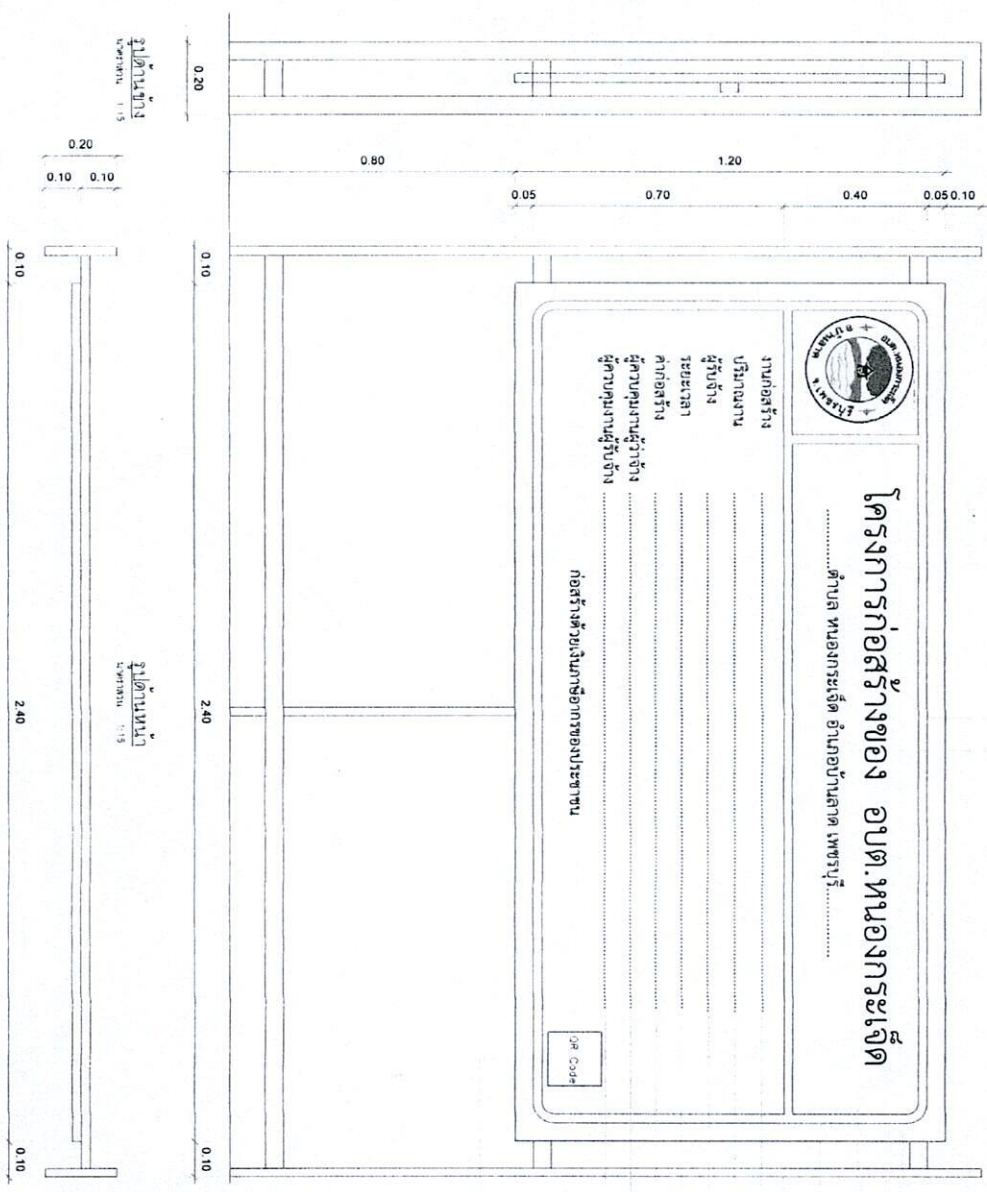 โครงการก่อสร้างของ อบต.หนองกระเจ็ด
............ตำบล หนองกระเจ็ด อำเภอบ้านลาด เพชรบุรี............
งานก่อสร้าง
ปริมาณงาน
ผู้รับจ้าง
ระยะเวลา
ค่าก่อสร้าง
ผู้ควบคุมงานผู้ว่าจ้าง
ผู้ควบคุมงานผู้รับจ้าง
ก่อสร้างด้วยเงินภาษีอากรของประชาชน
QR Code
0.10
0.05
0.40
0.70
0.05
1.20
0.80
0.10
2.40
0.10
รูปด้านหน้า
มาตราส่วน 1:15
0.20
รูปด้านข้าง
มาตราส่วน 1:15
0.20
0.10
0.10
0.10
2.40
0.10